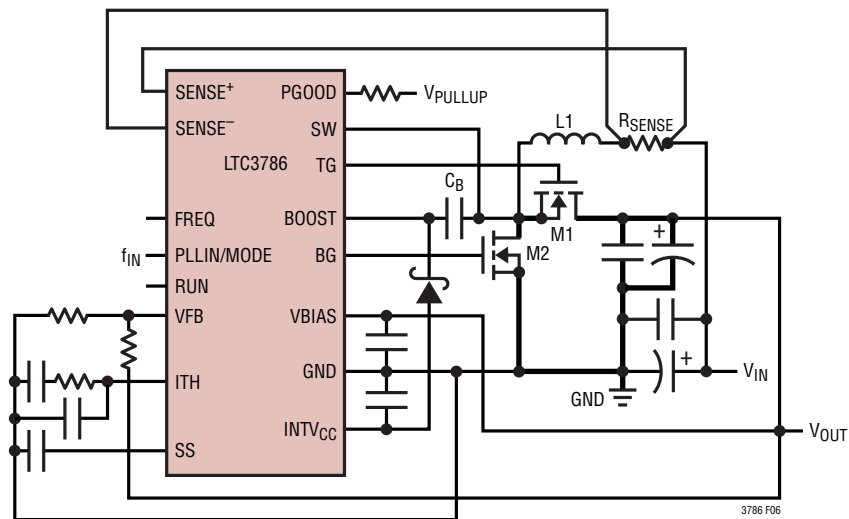 SENSE+
SENSE–
LTC3786
FREQ
fIN
PLLIN/MODE
RUN
VFB
ITH
SS
PGOOD
VPULLUP
SW
TG
BOOST
BG
VBIAS
GND
INTVCC
CB
L1
RSENSE
M1
M2
+
+
GND
VIN
VOUT
3786 F06